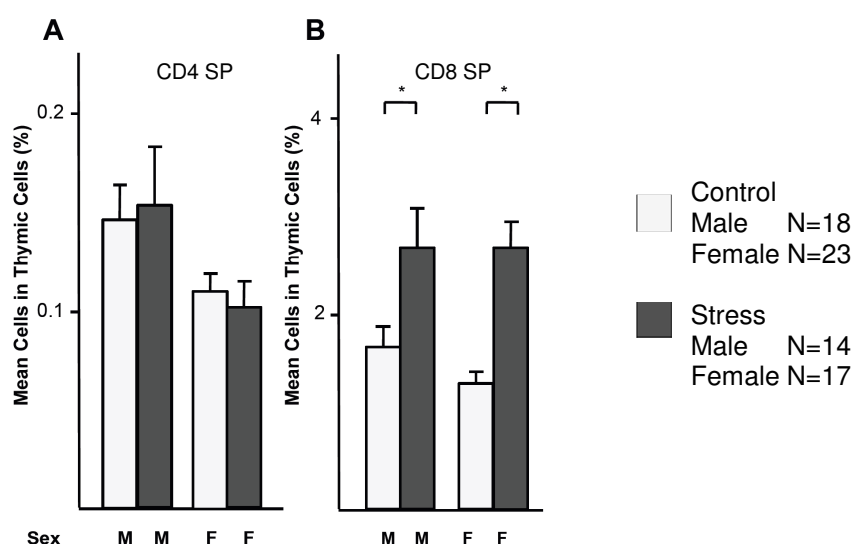 A
CD4 SP
0.2
0.1
Mean Cells in Thymic Cells (%)
Sex M M F F
B
CD8 SP
* *
4
2
Mean Cells in Thymic Cells (%)
M M F F
Control
Male N=18
Female N=23
Stress
Male N=14
Female N=17